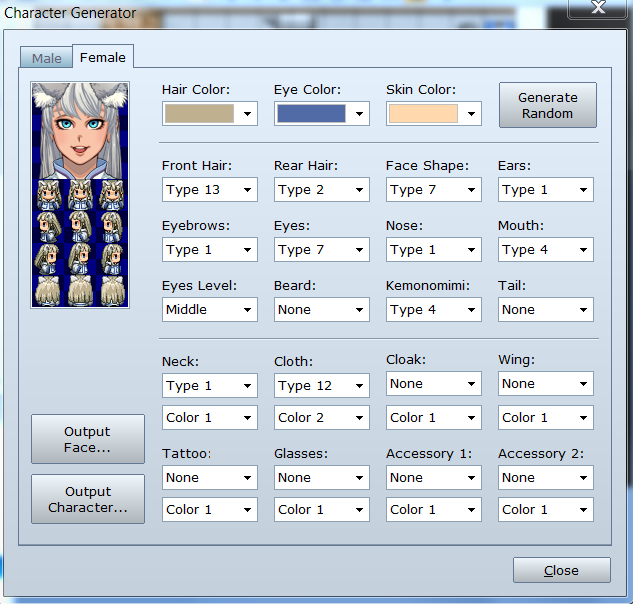 Character Generator
Male Female
Hair Color: Eye Color: Skin Color:
Generate
Random
Front Hair: Rear Hair: Face Shape: Ears:
Type 13 Type 2 Type 7 Type 1
Eyebrows: Eyes: Nose: Mouth:
Type 1 Type 7 Type 1 Type 4
Eyes Level: Beard: Kemonomimi: Tail:
Middle None Type 4 None
Neck: Cloth: Cloak: Wing:
Type 1 Type 12 None None
Color 1 Color 2 Color 1 Color 1
Output
Face...
Tattoo: Glasses: Accessory 1: Accessory 2:
None None None None
Output
Character...
Color 1 Color 1 Color 1 Color 1
Close